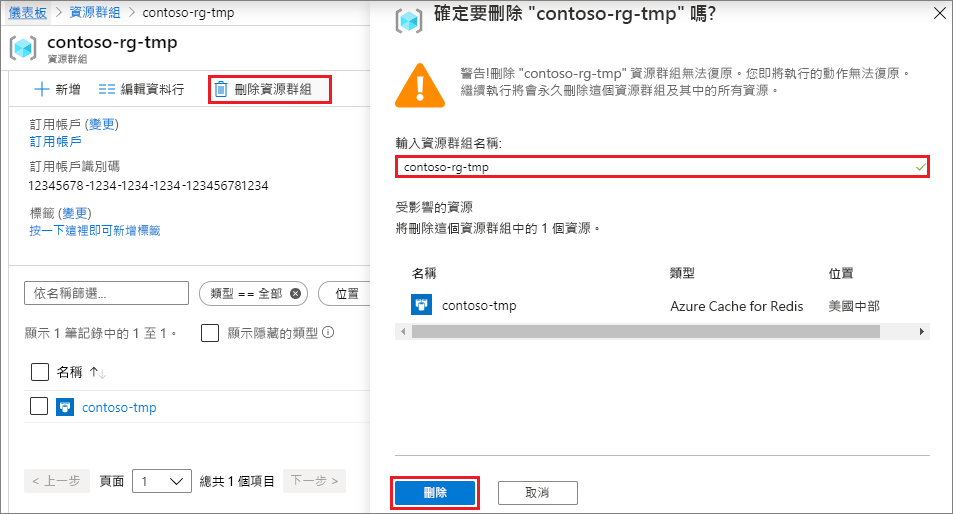 儀表板 > 資源群組 > contoso-rg-tmp
contoso-rg-tmp
資源群組
新增 編輯資料行 刪除資源群組
訂用帳戶 (變更)
訂用帳戶
訂用帳戶識別碼
12345678-1234-1234-1234-123456781234
標籤 (變更)
按一下這裡即可新增標籤
依名稱篩選... 類型 == 全部 位置
顯示 1 筆記錄中的 1 至 1。 顯示隱藏的類型
名稱 ↑↓
contoso-tmp
< 上一步 頁面 1 總共 1 個項目 下一步 >
確定要刪除 "contoso-rg-tmp" 嗎?
警告!刪除 "contoso-rg-tmp" 資源群組無法復原。您即將執行的動作無法復原。
繼續執行將會永久刪除這個資源群組及其中的所有資源。
輸入資源群組名稱:
contoso-rg-tmp
受影響的資源
將刪除這個資源群組中的 1 個資源。
名稱 類型 位置
contoso-tmp Azure Cache for Redis 美國中部
刪除 取消